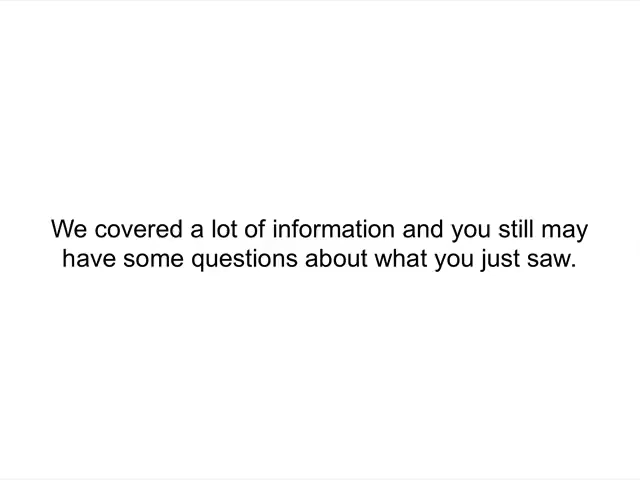 We covered a lot of information and you still may
have some questions about what you just saw.